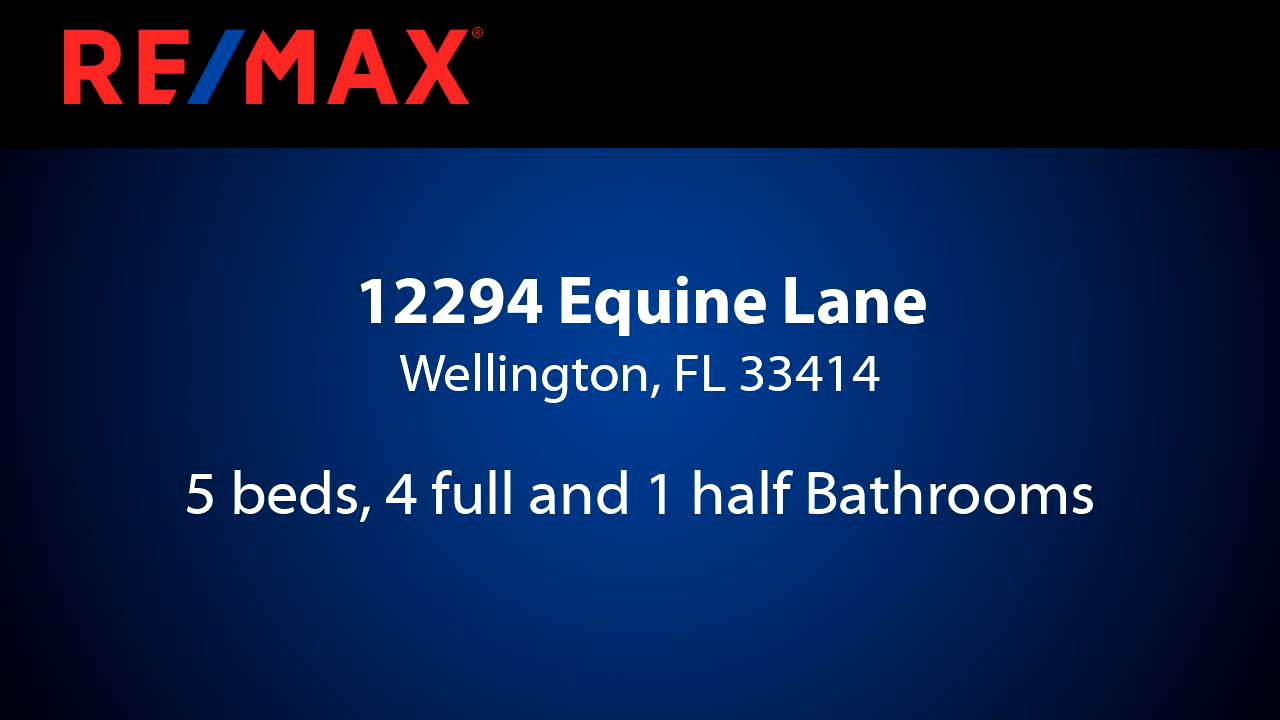 RE/MAX®
12294 Equine Lane
Wellington, FL 33414
5 beds, 4 full and 1 half Bathrooms